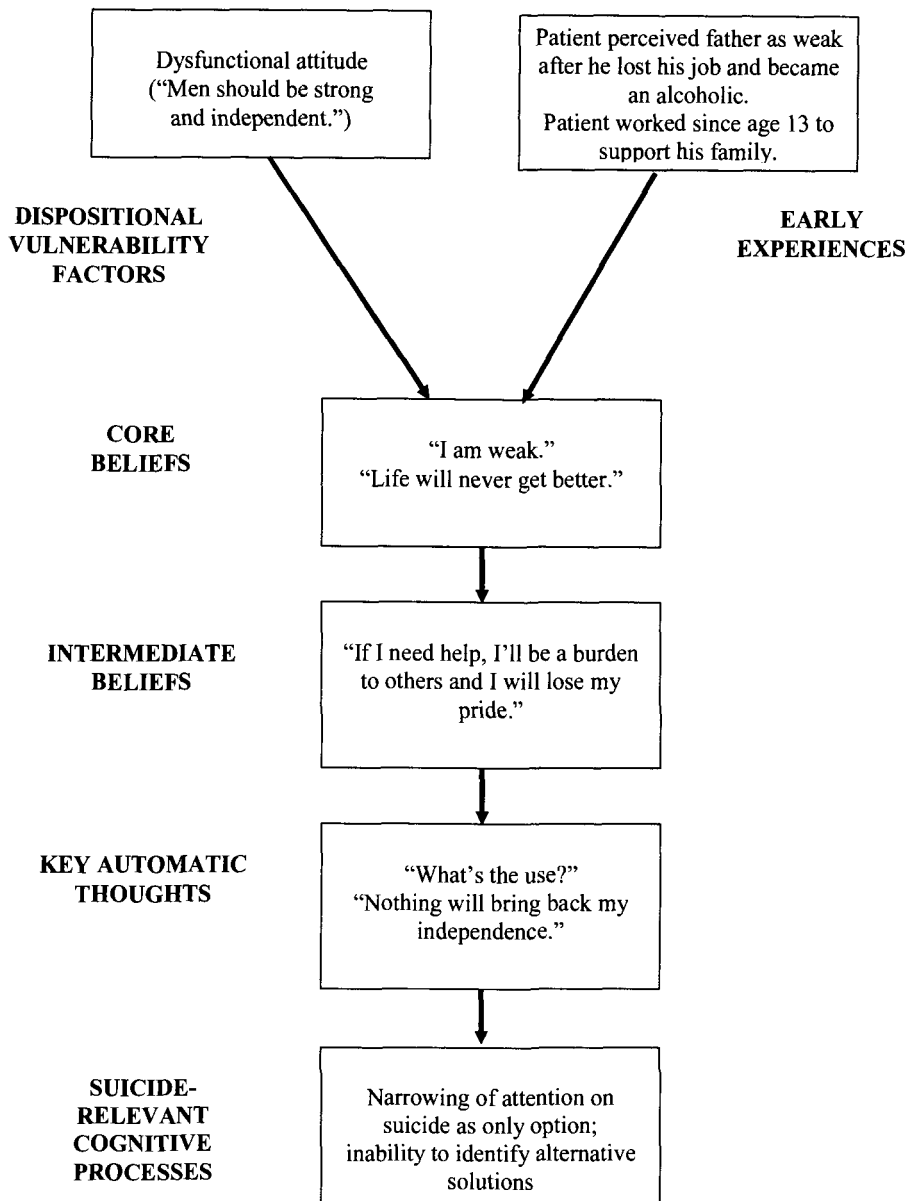 Dysfunctional attitude
(“Men should be strong
and independent.”)
Patient perceived father as weak
after he lost his job and became
an alcoholic.
Patient worked since age 13 to
support his family.
DISPOSITIONAL
VULNERABILITY
FACTORS
EARLY
EXPERIENCES
CORE
BELIEFS
“I am weak.”
“Life will never get better.”
INTERMEDIATE
BELIEFS
“If I need help, I’ll be a burden
to others and I will lose my
pride.”
KEY AUTOMATIC
THOUGHTS
“What’s the use?”
“Nothing will bring back my
independence.”
SUICIDE-
RELEVANT
COGNITIVE
PROCESSES
Narrowing of attention on
suicide as only option;
inability to identify alternative
solutions